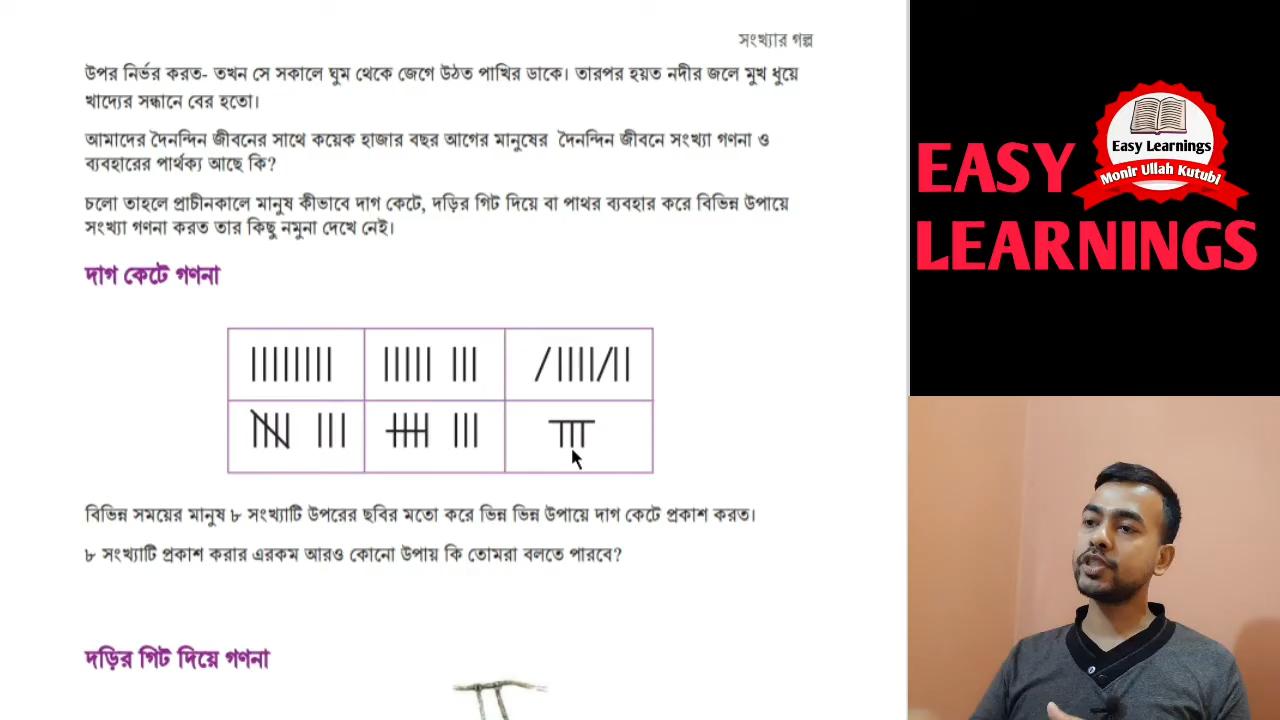 সংখ্যার গল্প
উপর নির্ভর করত- তখন সে সকালে ঘুম থেকে জেগে উঠত পাখির ডাকে। তারপর হয়ত নদীর জলে মুখ ধুয়ে
খাদ্যের সন্ধানে বের হতো।
আমাদের দৈনন্দিন জীবনের সাথে কয়েক হাজার বছর আগের মানুষের দৈনন্দিন জীবনে সংখ্যা গণনা ও
ব্যবহারের পার্থক্য আছে কি?
চলো তাহলে প্রাচীনকালে মানুষ কীভাবে দাগ কেটে, দড়ির গিট দিয়ে বা পাথর ব্যবহার করে বিভিন্ন উপায়ে
সংখ্যা গণনা করত তার কিছু নমুনা দেখে নেই।
দাগ কেটে গণনা
বিভিন্ন সময়ের মানুষ ৮ সংখ্যাটি উপরের ছবির মতো করে ভিন্ন ভিন্ন উপায়ে দাগ কেটে প্রকাশ করত।
৮ সংখ্যাটি প্রকাশ করার এরকম আরও কোনো উপায় কি তোমরা বলতে পারবে?
দড়ির গিট দিয়ে গণনা
EASY
LEARNINGS
Easy Learnings
Monir Ullah Kutubi